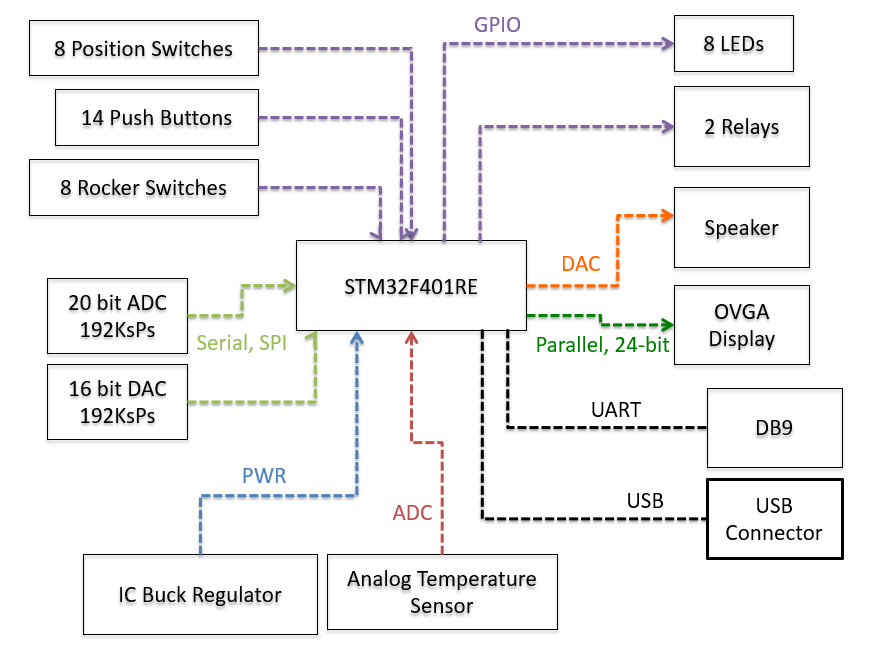 GPIO
8 Position Switches
8 LEDs
14 Push Buttons
2 Relays
8 Rocker Switches
Speaker
DAC
STM32F401RE
20 bit ADC
192KsPs
OVGA
Display
Serial, SPI
Parallel, 24-bit
16 bit DAC
192KsPs
UART
DB9
PWR
USB
ADC
USB
Connector
IC Buck Regulator
Analog Temperature
Sensor